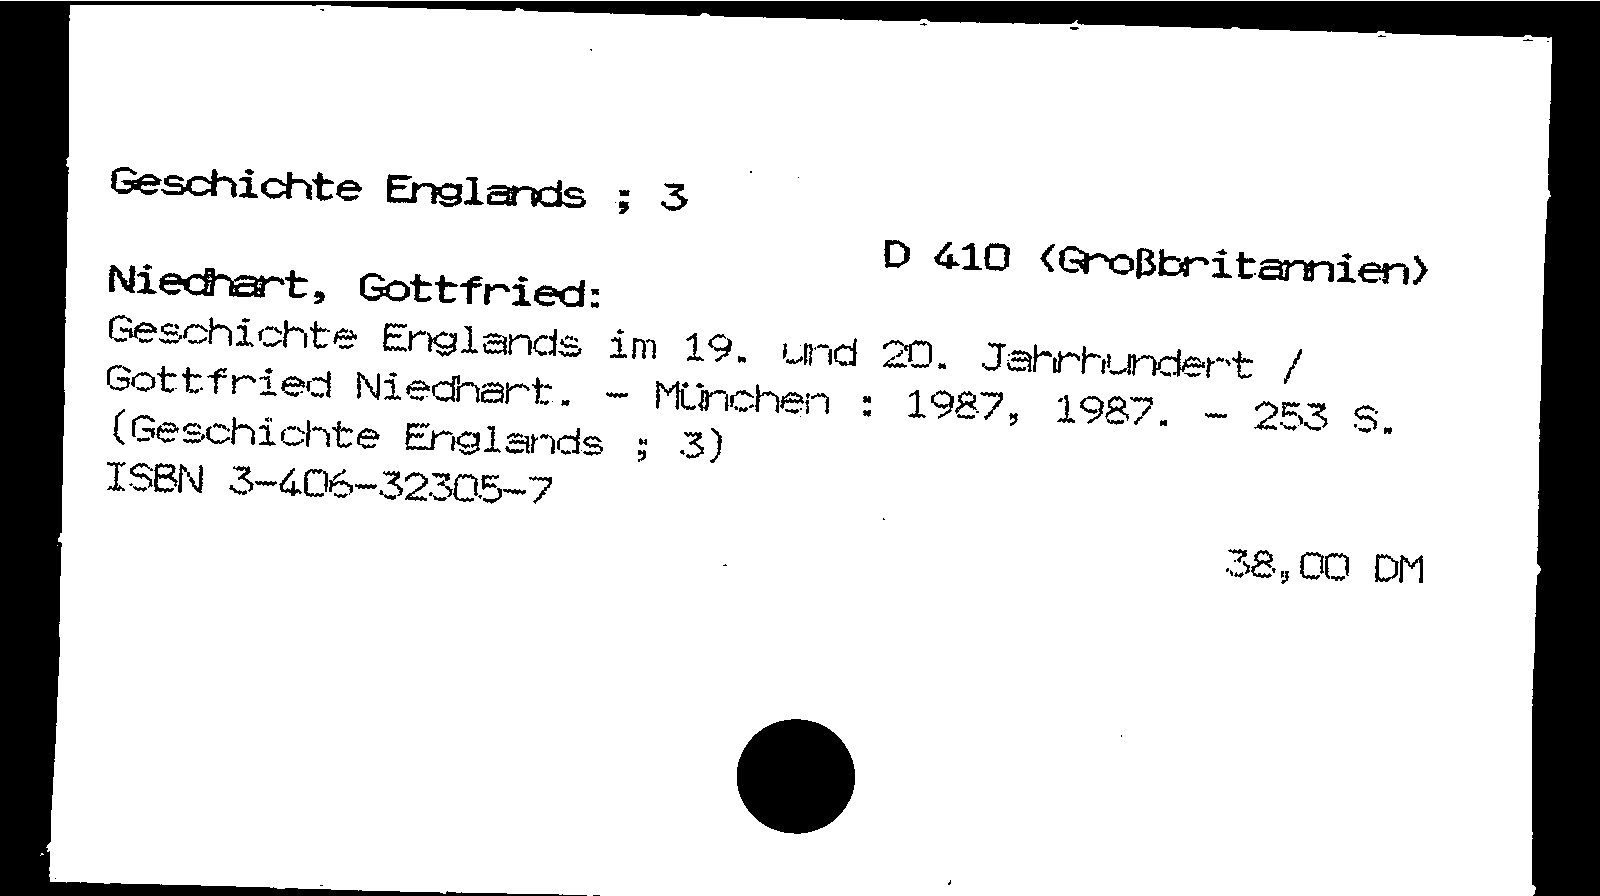 Geschichte Englands ; 3
D 410 <Großbritannien>
Niedhart, Gottfried:
Geschichte Englands im 19. und 20. Jahrhundert /
Gottfried Niedhart. - München : 1987, 1987. - 253 S.
(Geschichte Englands ; 3)
ISBN 3-406-32305-7
38,00 DM